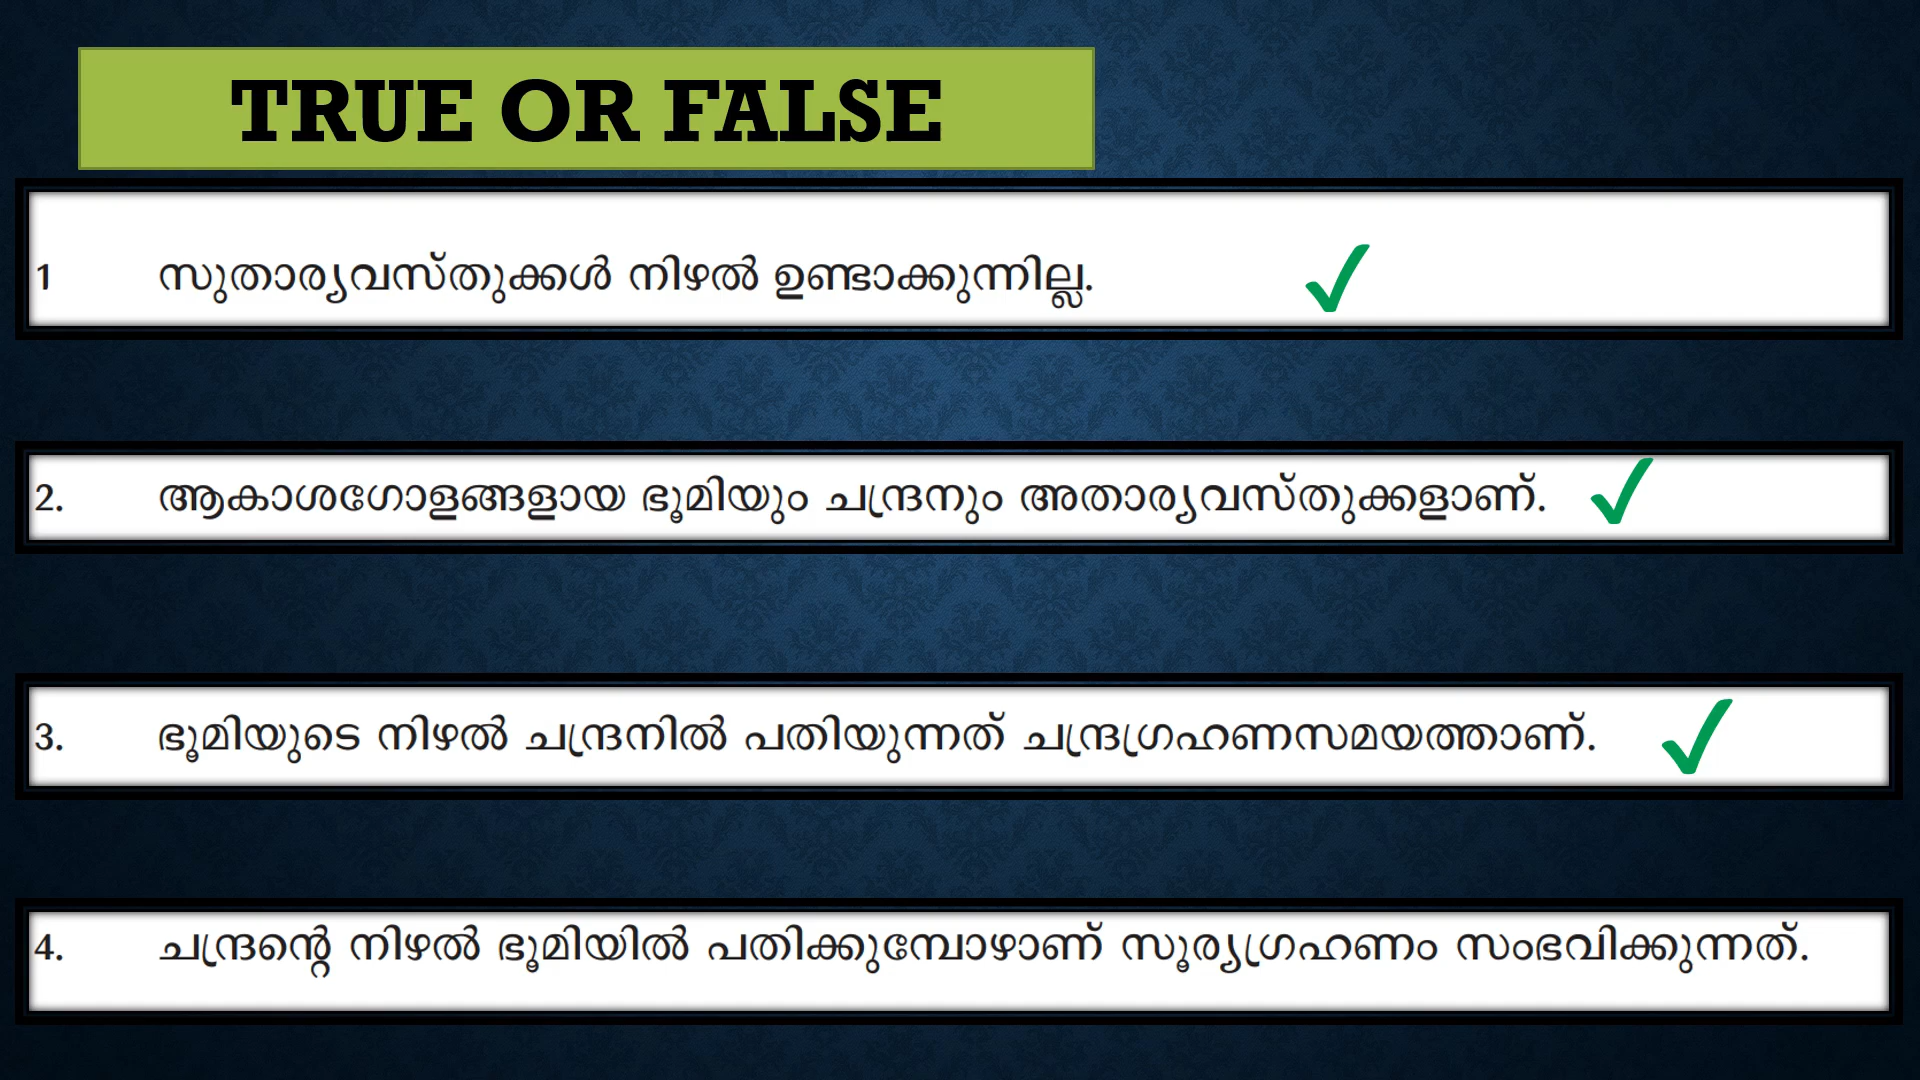 TRUE OR FALSE
1 സുതാര്യവസ്തുക്കൾ നിഴൽ ഉണ്ടാക്കുന്നില്ല.
2. ആകാശഗോളങ്ങളായ ഭൂമിയും ചന്ദ്രനും അതാര്യവസ്തുക്കളാണ്.
3. ഭൂമിയുടെ നിഴൽ ചന്ദ്രനിൽ പതിയുന്നത് ചന്ദ്രഗ്രഹണസമയത്താണ്.
4. ചന്ദ്രന്റെ നിഴൽ ഭൂമിയിൽ പതിക്കുമ്പോഴാണ് സൂര്യഗ്രഹണം സംഭവിക്കുന്നത്.